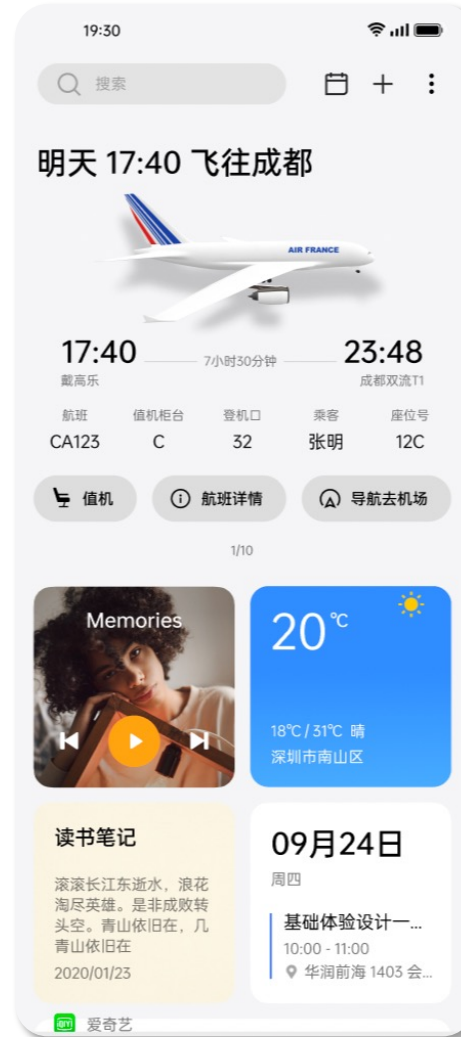 19:30
搜索
明天 17:40 飞往成都
AIR FRANCE
17:40 7小时30分钟 23:48
戴高乐 成都双流T1
航班 值机柜台 登机口 乘客 座位号
CA123 C 32 张明 12C
值机 航班详情 导航去机场
1/10
Memories
20℃
18℃ / 31℃ 晴
深圳市南山区
读书笔记
滚滚长江东逝水，浪花
淘尽英雄。是非成败转
头空。青山依旧在，几
青山依旧在
2020/01/23
09月24日
周四
基础体验设计一...
10:00 - 11:00
华润前海 1403 会...
爱奇艺